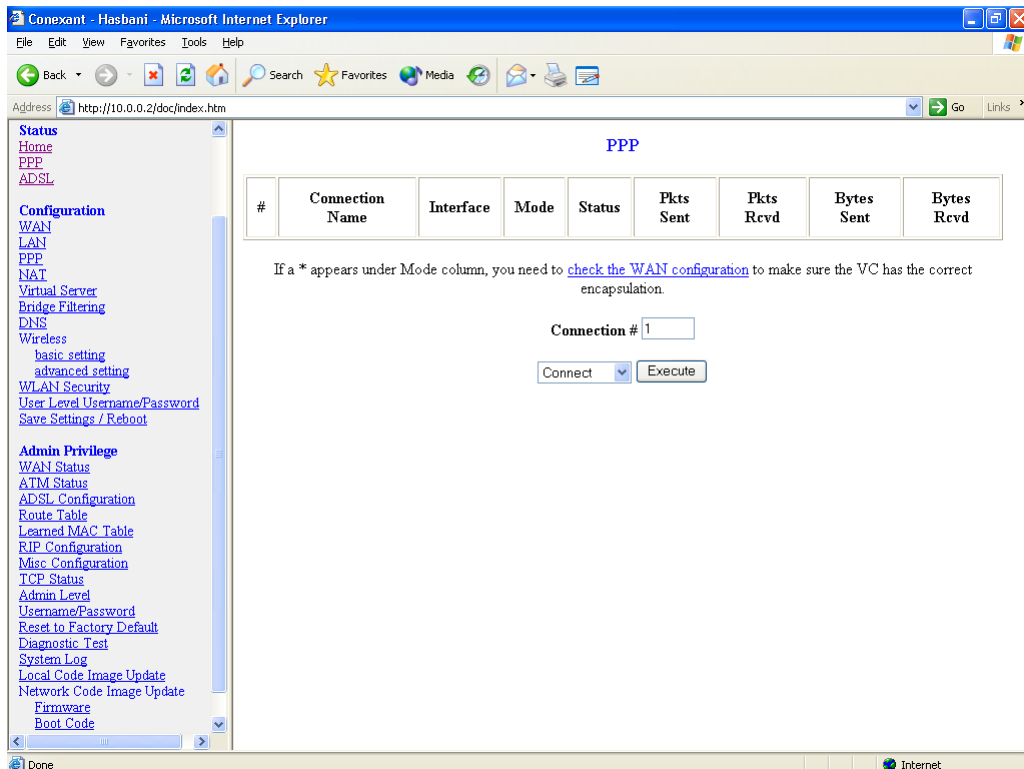 Conexant - Hasbani - Microsoft Internet Explorer
File Edit View Favorites Tools Help
Back Search Favorites Media
Address http://10.0.0.2/doc/index.htm Go Links
Status
Home
PPP
ADSL
Configuration
WAN
LAN
PPP
NAT
Virtual Server
Bridge Filtering
DNS
Wireless
basic setting
advanced setting
WLAN Security
User Level Username/Password
Save Settings / Reboot
Admin Privilege
WAN Status
ATM Status
ADSL Configuration
Route Table
Learned MAC Table
RIP Configuration
Misc Configuration
TCP Status
Admin Level
Username/Password
Reset to Factory Default
Diagnostic Test
System Log
Local Code Image Update
Network Code Image Update
Firmware
Boot Code
PPP
# Connection Name Interface Mode Status Pkts Sent Pkts Rcvd Bytes Sent Bytes Rcvd
If a * appears under Mode column, you need to check the WAN configuration to make sure the VC has the correct
encapsulation.
Connection # 1
Connect Execute
Done Internet